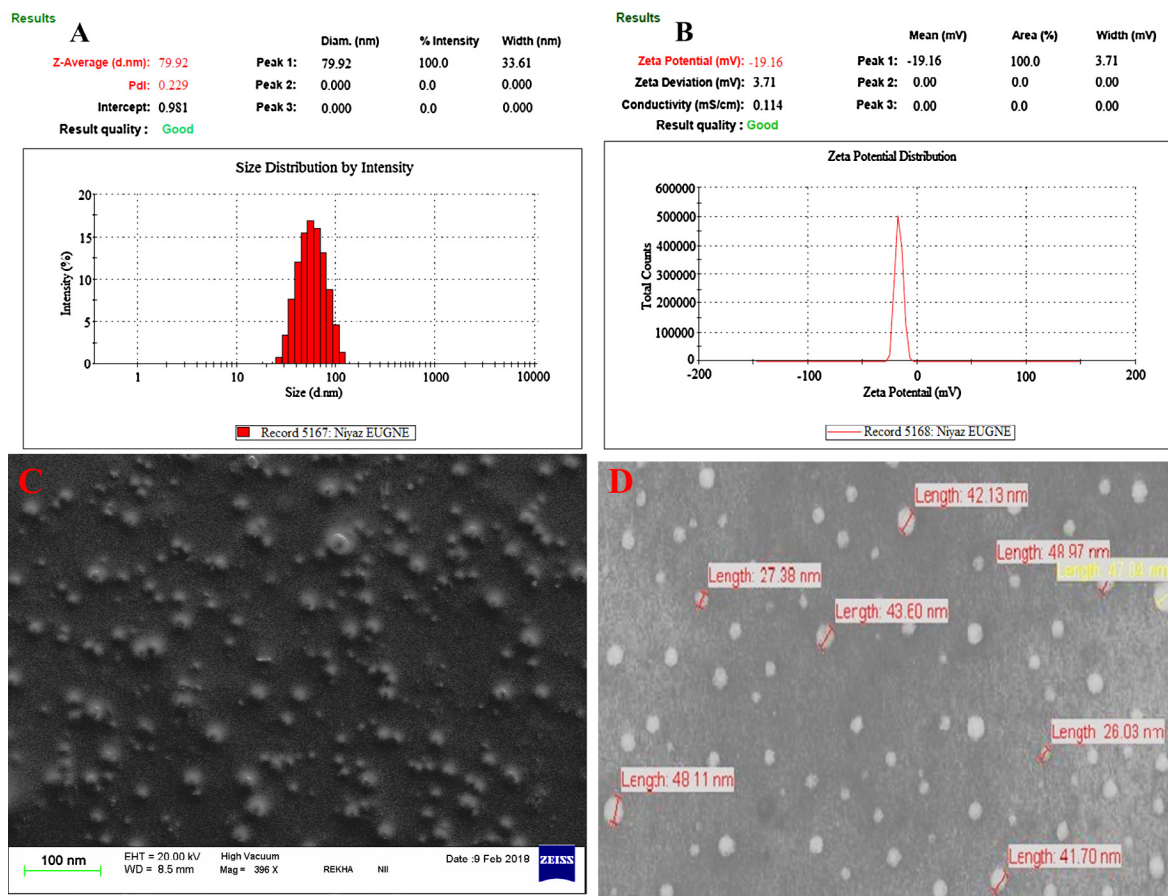 Results
A
Diam. (nm) % Intensity Width (nm)
Z-Average (d.nm): 79.92 Peak 1: 79.92 100.0 33.61
PdI: 0.229 Peak 2: 0.000 0.0 0.000
Intercept: 0.981 Peak 3: 0.000 0.0 0.000
Result quality : Good
Size Distribution by Intensity
20
15
10
5
0
Intensity (%)
1 10 100 1000 10000
Size (d.nm)
Record 5167: Niyaz EUGNE
Results
B
Mean (mV) Area (%) Width (mV)
Zeta Potential (mV): -19.16 Peak 1: -19.16 100.0 3.71
Zeta Deviation (mV): 3.71 Peak 2: 0.00 0.0 0.00
Conductivity (mS/cm): 0.114 Peak 3: 0.00 0.0 0.00
Result quality : Good
Zeta Potential Distribution
600000
500000
400000
300000
200000
100000
0
Total Counts
-200 -100 0 100 200
Zeta Potentail (mV)
Record 5168: Niyaz EUGNE
C
100 nm
EHT = 20.00 kV High Vacuum Date :9 Feb 2018
WD = 8.5 mm Mag = 396 X REKHA NII
ZEISS
D
Length: 42.13 nm
Length: 48.97 nm
Length: 47.04 nm
Length: 27.38 nm
Length: 43.60 nm
Length: 26.03 nm
Length: 48.11 nm
Length: 41.70 nm